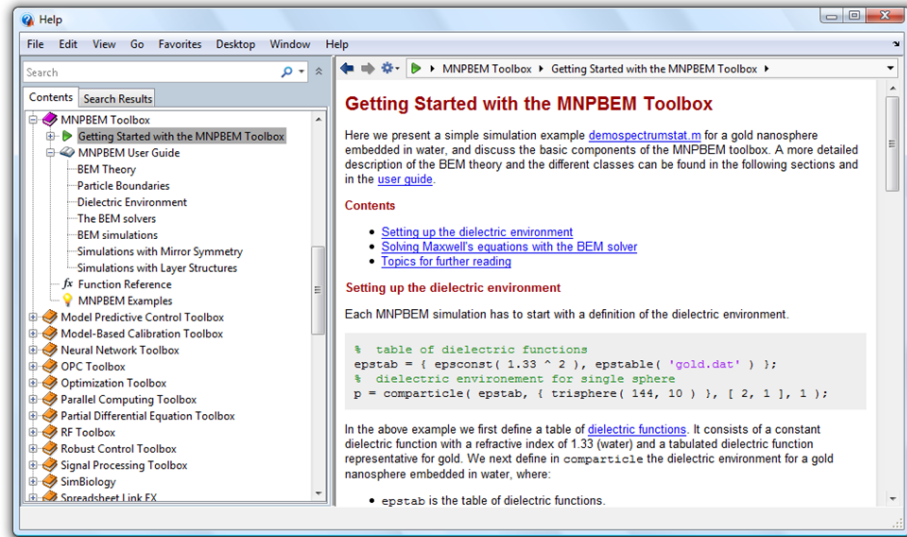 Help
File Edit View Go Favorites Desktop Window Help
Search
MNPBEM Toolbox Getting Started with the MNPBEM Toolbox
Contents Search Results
MNPBEM Toolbox
Getting Started with the MNPBEM Toolbox
MNPBEM User Guide
BEM Theory
Particle Boundaries
Dielectric Environment
The BEM solvers
BEM simulations
Simulations with Mirror Symmetry
Simulations with Layer Structures
fx Function Reference
MNPBEM Examples
Model Predictive Control Toolbox
Model-Based Calibration Toolbox
Neural Network Toolbox
OPC Toolbox
Optimization Toolbox
Parallel Computing Toolbox
Partial Differential Equation Toolbox
RF Toolbox
Robust Control Toolbox
Signal Processing Toolbox
SimBiology
Spreadsheet Link EX
Getting Started with the MNPBEM Toolbox
Here we present a simple simulation example demospectrumstat.m for a gold nanosphere
embedded in water, and discuss the basic components of the MNPBEM toolbox. A more detailed
description of the BEM theory and the different classes can be found in the following sections and
in the user guide.
Contents
• Setting up the dielectric environment
• Solving Maxwell's equations with the BEM solver
• Topics for further reading
Setting up the dielectric environment
Each MNPBEM simulation has to start with a definition of the dielectric environment.
% table of dielectric functions
epstab = { epsconst( 1.33 ^ 2 ), epstable( 'gold.dat' ) };
% dielectric environement for single sphere
p = comparticle( epstab, { trisphere( 144, 10 ) }, [ 2, 1 ], 1 );
In the above example we first define a table of dielectric functions. It consists of a constant
dielectric function with a refractive index of 1.33 (water) and a tabulated dielectric function
representative for gold. We next define in comparticle the dielectric environment for a gold
nanosphere embedded in water, where:
• epstab is the table of dielectric functions.